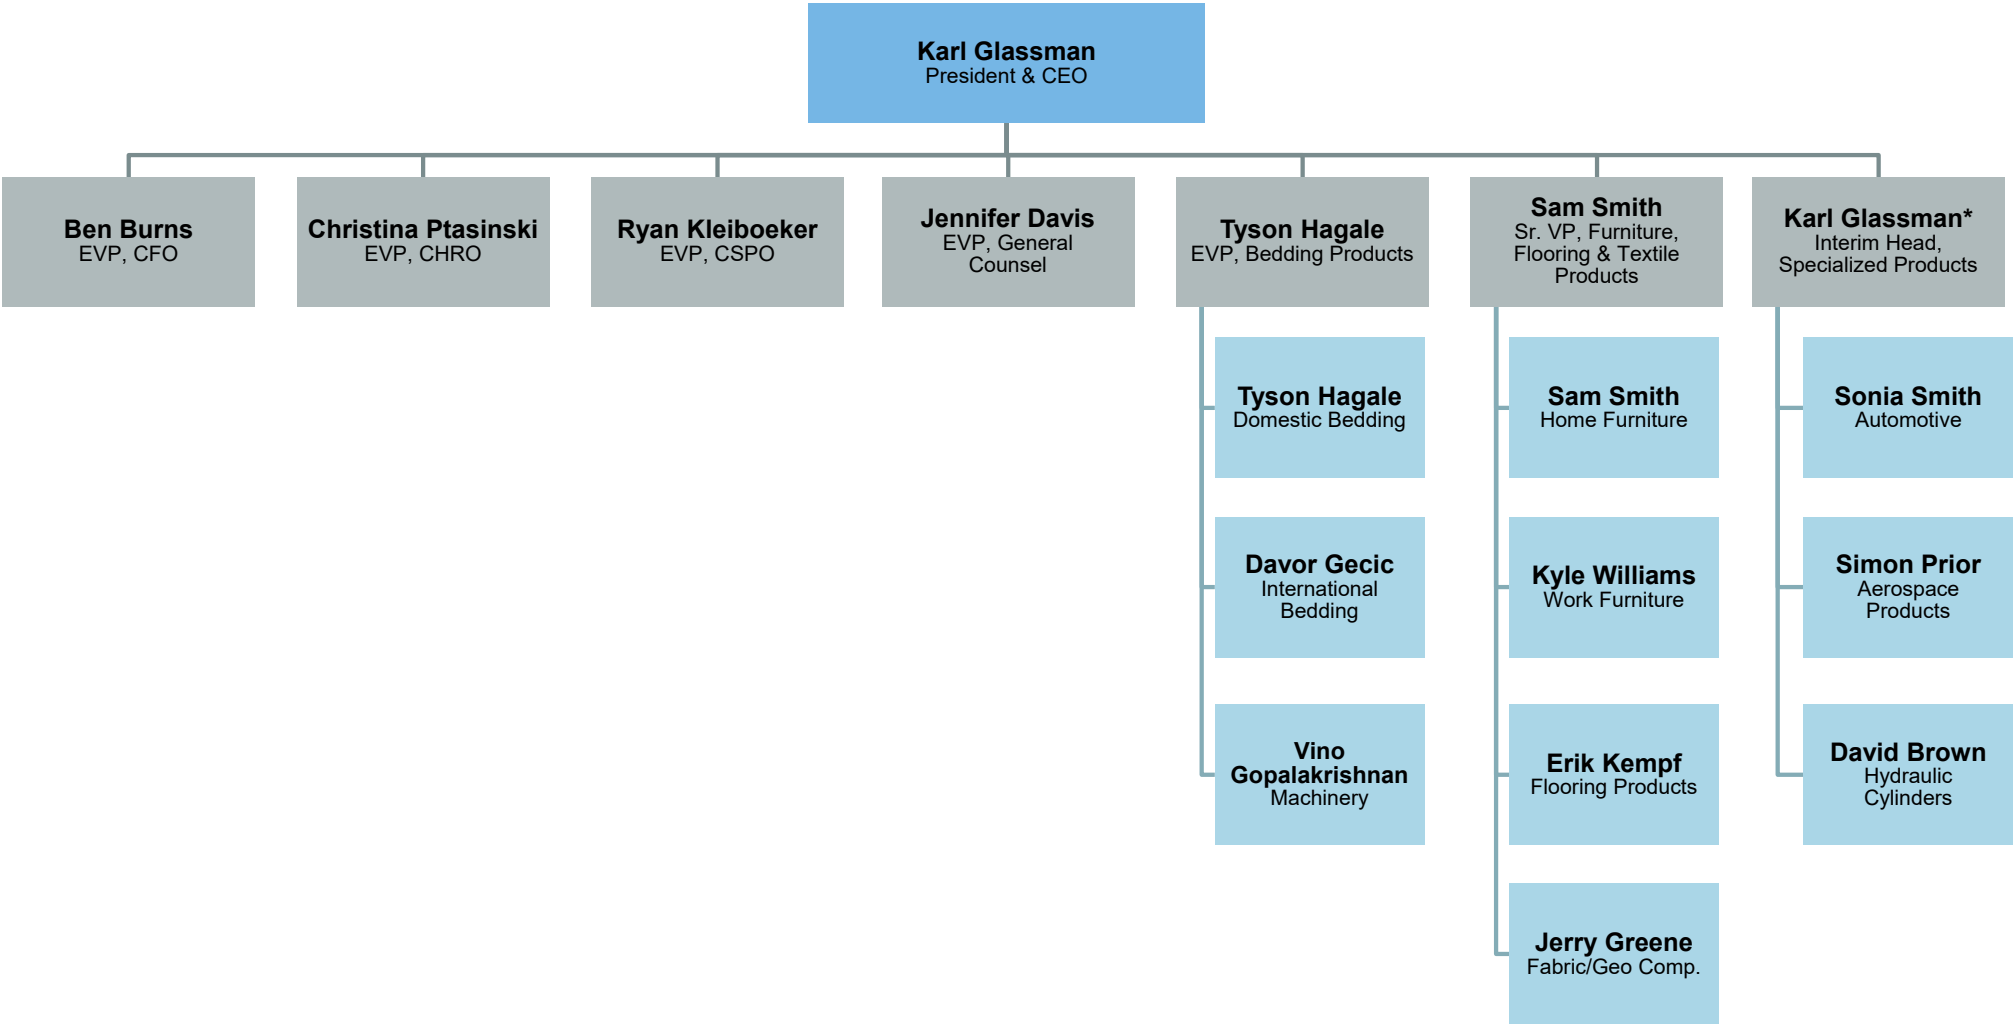 Karl Glassman
President & CEO
Ben Burns
EVP, CFO
Christina Ptasinski
EVP, CHRO
Ryan Kleiboeker
EVP, CSPO
Jennifer Davis
EVP, General
Counsel
Tyson Hagale
EVP, Bedding Products
Sam Smith
Sr. VP, Furniture,
Flooring & Textile
Products
Karl Glassman*
Interim Head,
Specialized Products
Tyson Hagale
Domestic Bedding
Davor Gecic
International
Bedding
Vino
Gopalakrishnan
Machinery
Sam Smith
Home Furniture
Kyle Williams
Work Furniture
Erik Kempf
Flooring Products
Jerry Greene
Fabric/Geo Comp.
Sonia Smith
Automotive
Simon Prior
Aerospace
Products
David Brown
Hydraulic
Cylinders